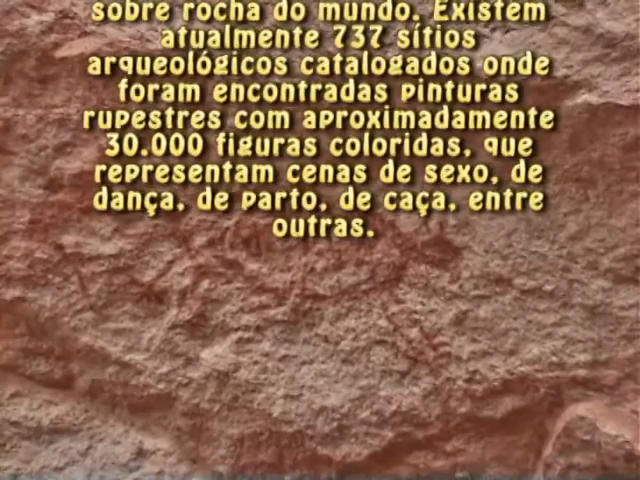 sobre rocha do mundo. Existem
atualmente 737 sítios
arqueológicos catalogados onde
foram encontradas pinturas
rupestres com aproximadamente
30.000 figuras coloridas, que
representam cenas de sexo, de
dança, de parto, de caça, entre
outras.